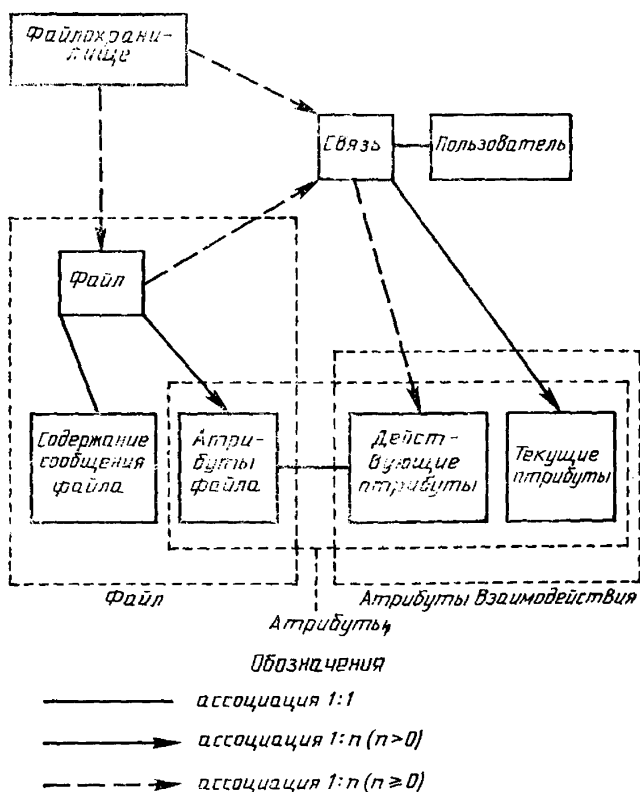 Файлохрани-
лище
Связь
Пользователь
Файл
Содержание
сообщения
файла
Атри-
буты
файла
Дейст-
вующие
атрибуты
Текущие
атрибуты
Файл
Атрибуты взаимодействия
Атрибуты
Обозначения
ассоциация 1:1
ассоциация 1:n (n>0)
ассоциация 1:n (n≥0)